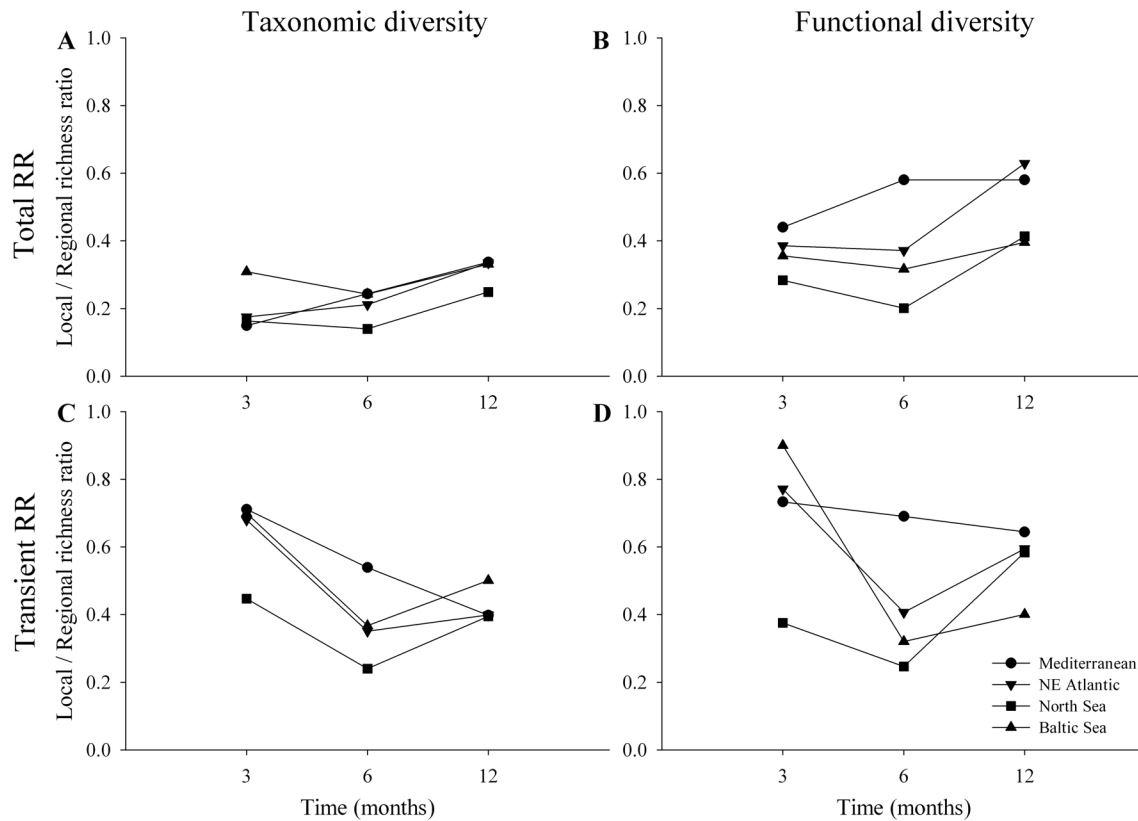 Taxonomic diversity
Functional diversity
Total RR
A
Local / Regional richness ratio
1.0
0.8
0.6
0.4
0.2
0.0
3
6
12
B
1.0
0.8
0.6
0.4
0.2
0.0
3
6
12
Transient RR
C
Local / Regional richness ratio
1.0
0.8
0.6
0.4
0.2
0.0
3
6
12
Time (months)
D
1.0
0.8
0.6
0.4
0.2
0.0
3
6
12
Time (months)
Mediterranean
NE Atlantic
North Sea
Baltic Sea